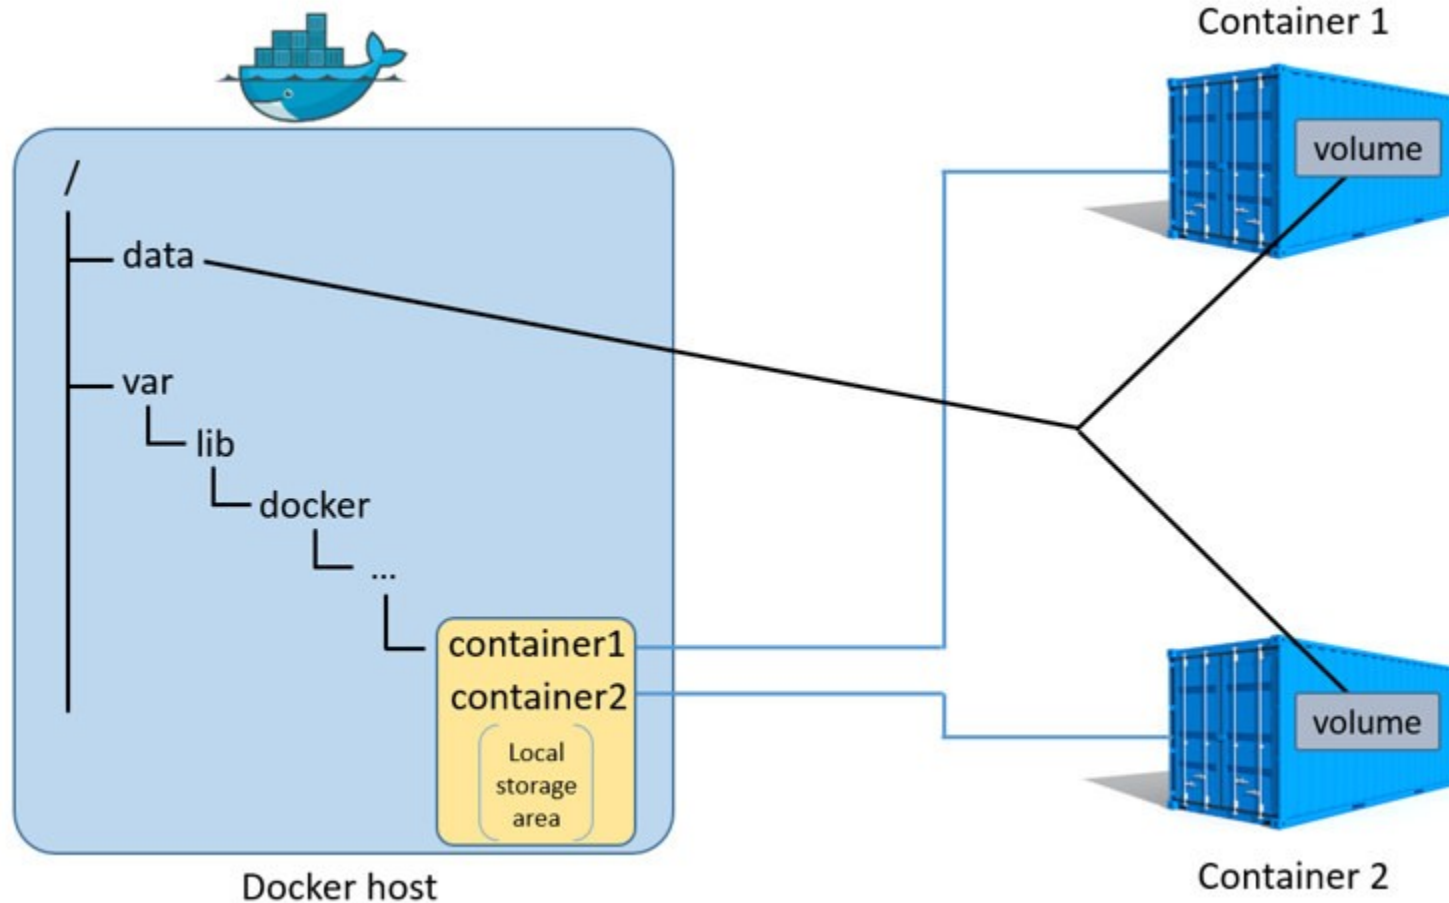 Container 1
volume
/
data
var
lib
docker
...
container1
container2
Local
storage
area
Docker host
volume
Container 2